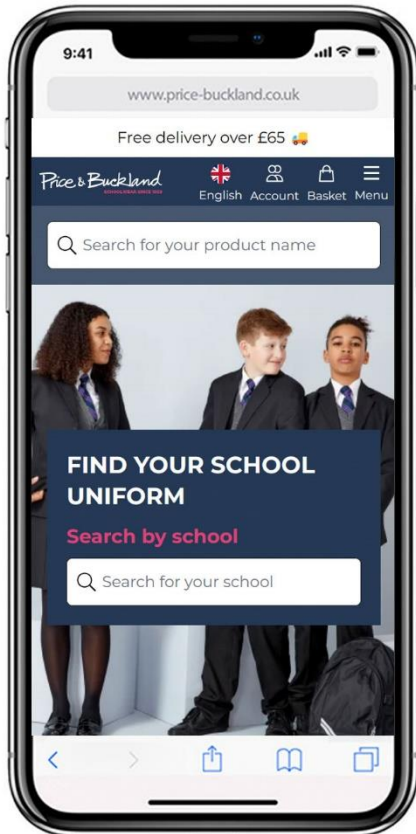 9:41
www.price-buckland.co.uk
Free delivery over £65
Price & Buckland
English Account Basket Menu
Search for your product name
FIND YOUR SCHOOL
UNIFORM
Search by school
Search for your school